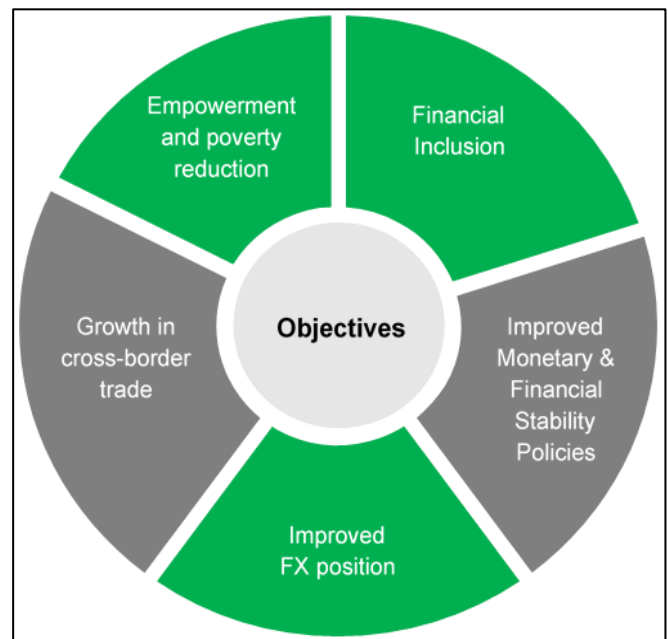 Empowerment
and poverty
reduction
Financial
Inclusion
Growth in
cross-border
trade
Objectives
Improved
Monetary &
Financial
Stability
Policies
Improved
FX position